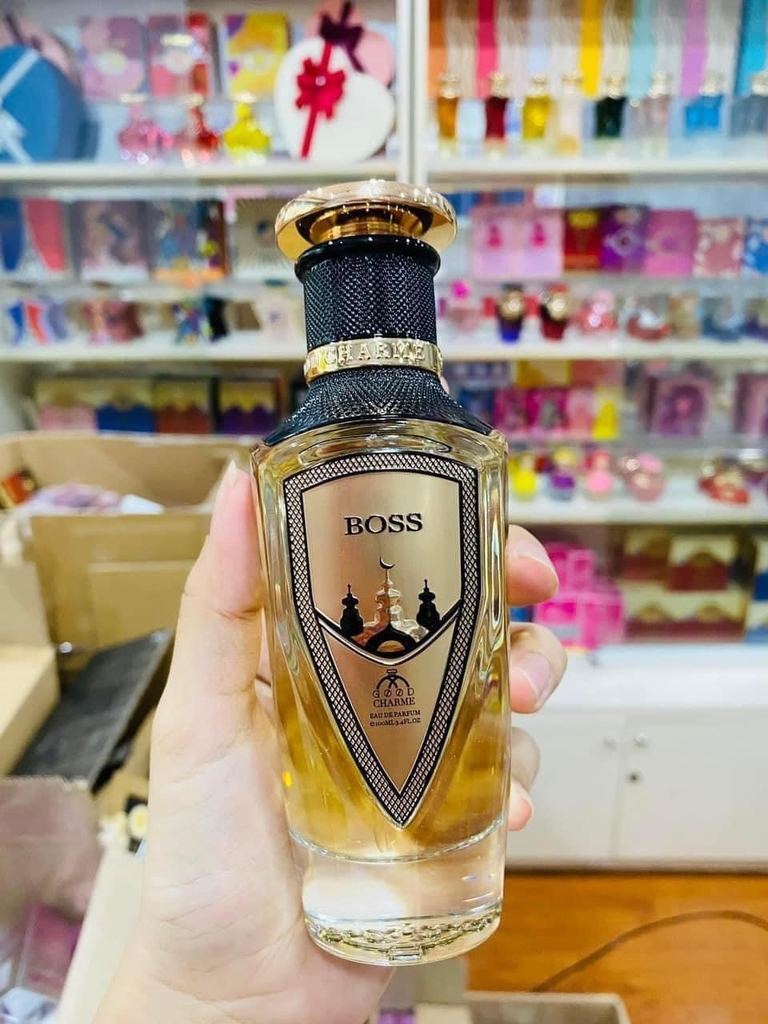 CHARME
BOSS
GOOD
CHARME
EAU DE PARFUM
℮100ML 3.4FL.OZ